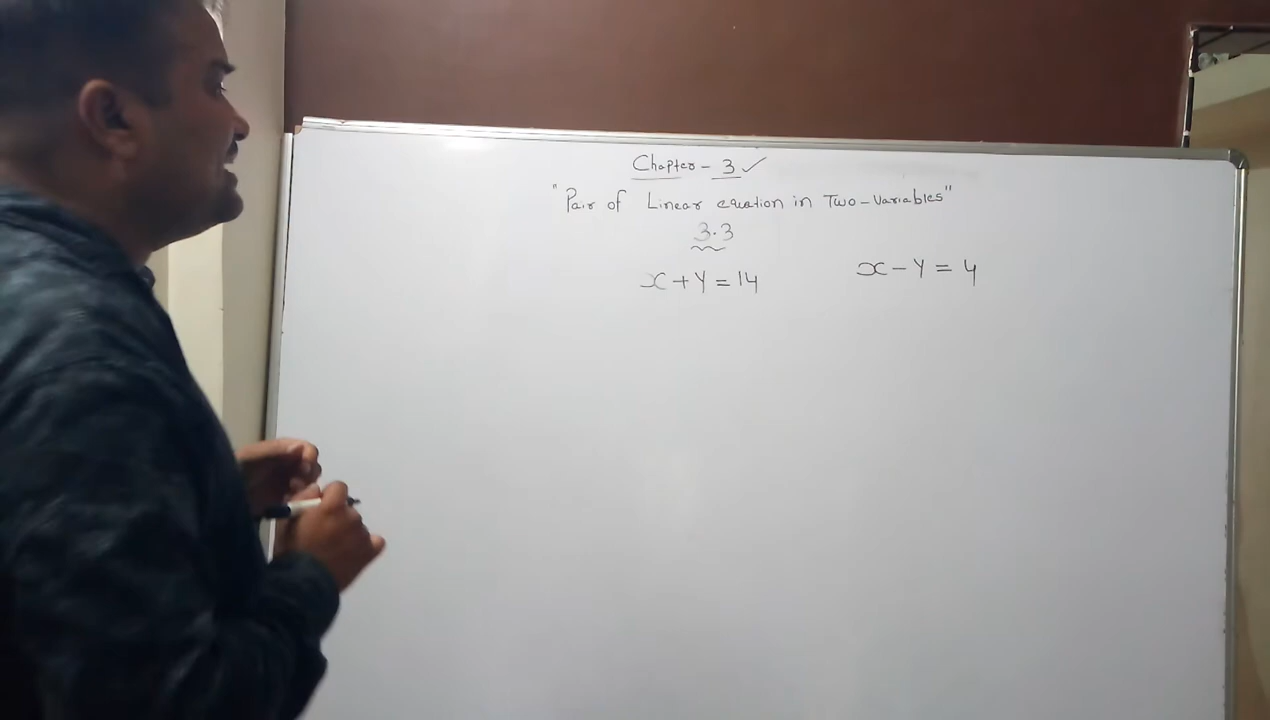 Chapter - 3 ✓
"Pair of Linear equation in Two-Variables"
3.3
x + y = 14
x - y = 4